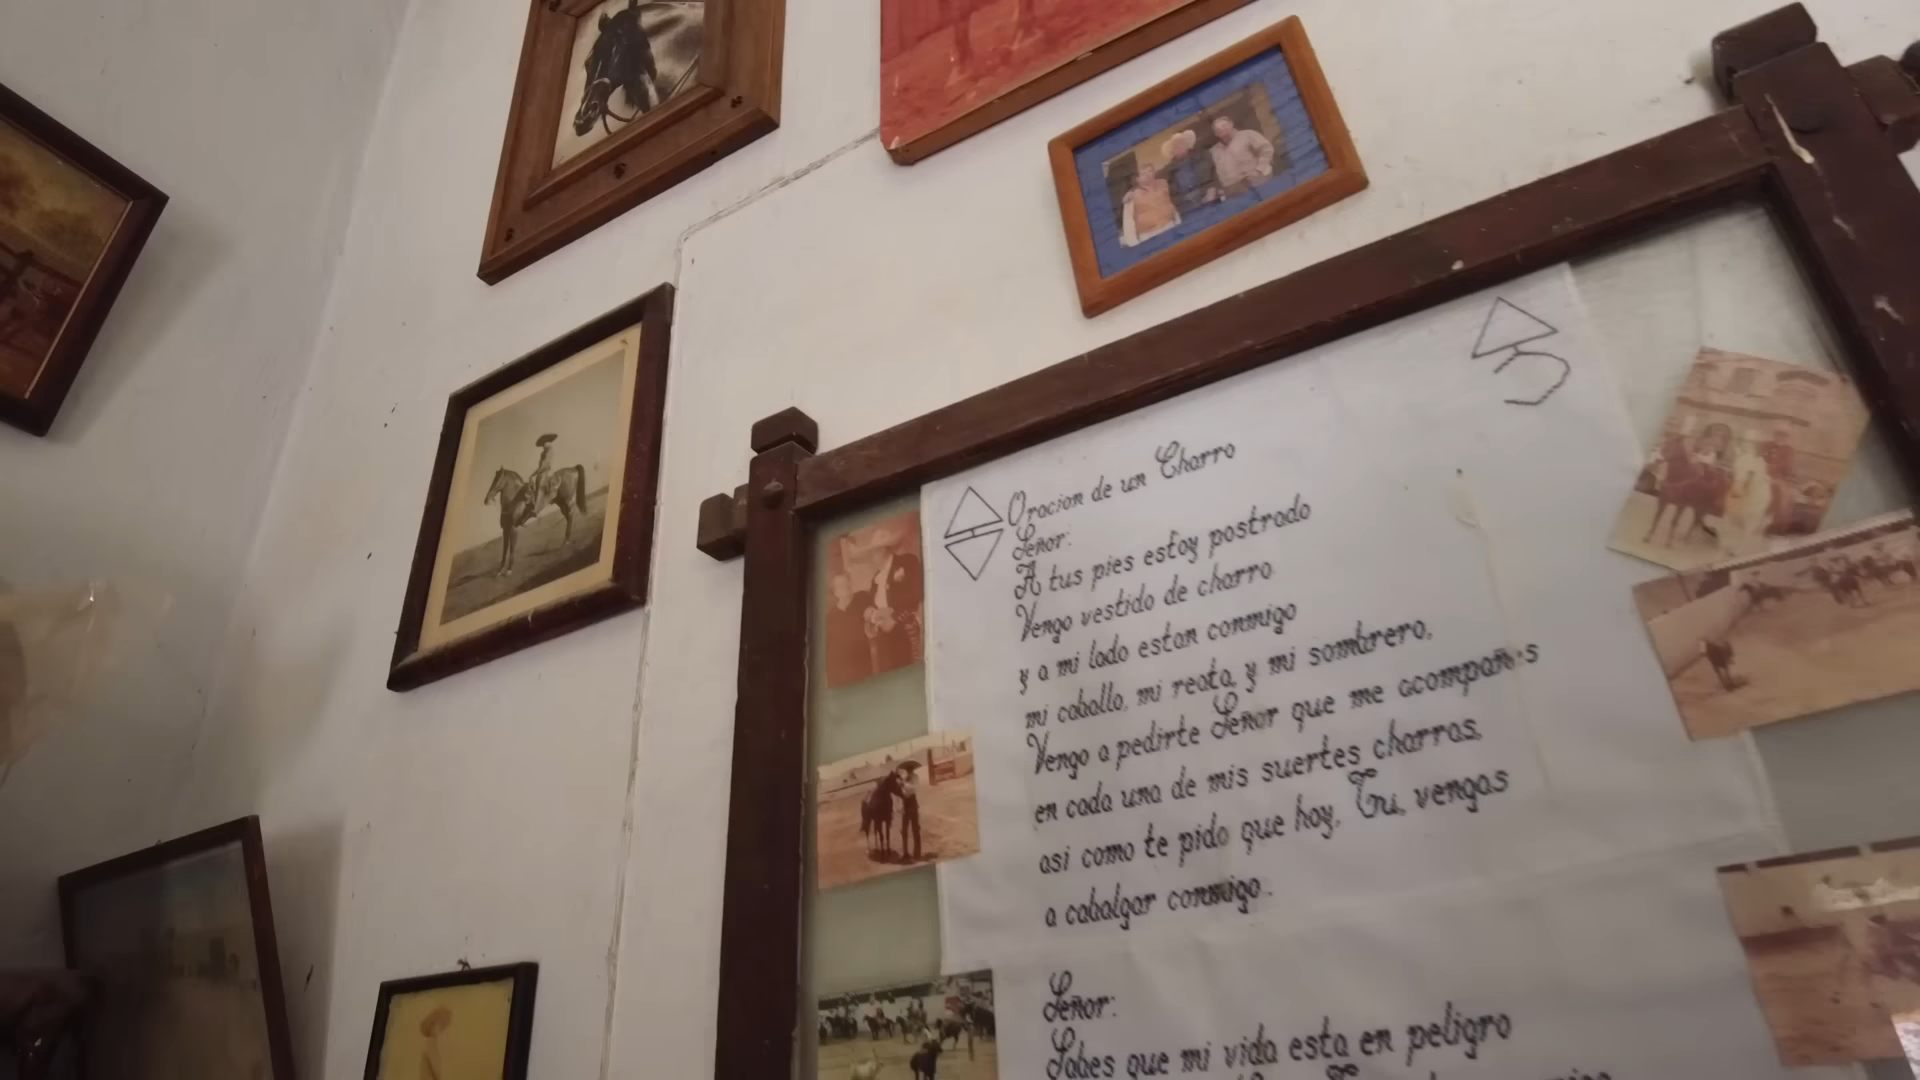 Oracion de un Charro
Señor:
A tus pies estoy postrado
Vengo vestido de charro
y a mi lado estan conmigo
mi caballo, mi reata, y mi sombrero,
Vengo a pedirte Señor que me acompañes
en cada una de mis suertes charras,
asi como te pido que hoy, Tu, vengas
a cabalgar conmigo.
Señor:
Sabes que mi vida esta en peligro